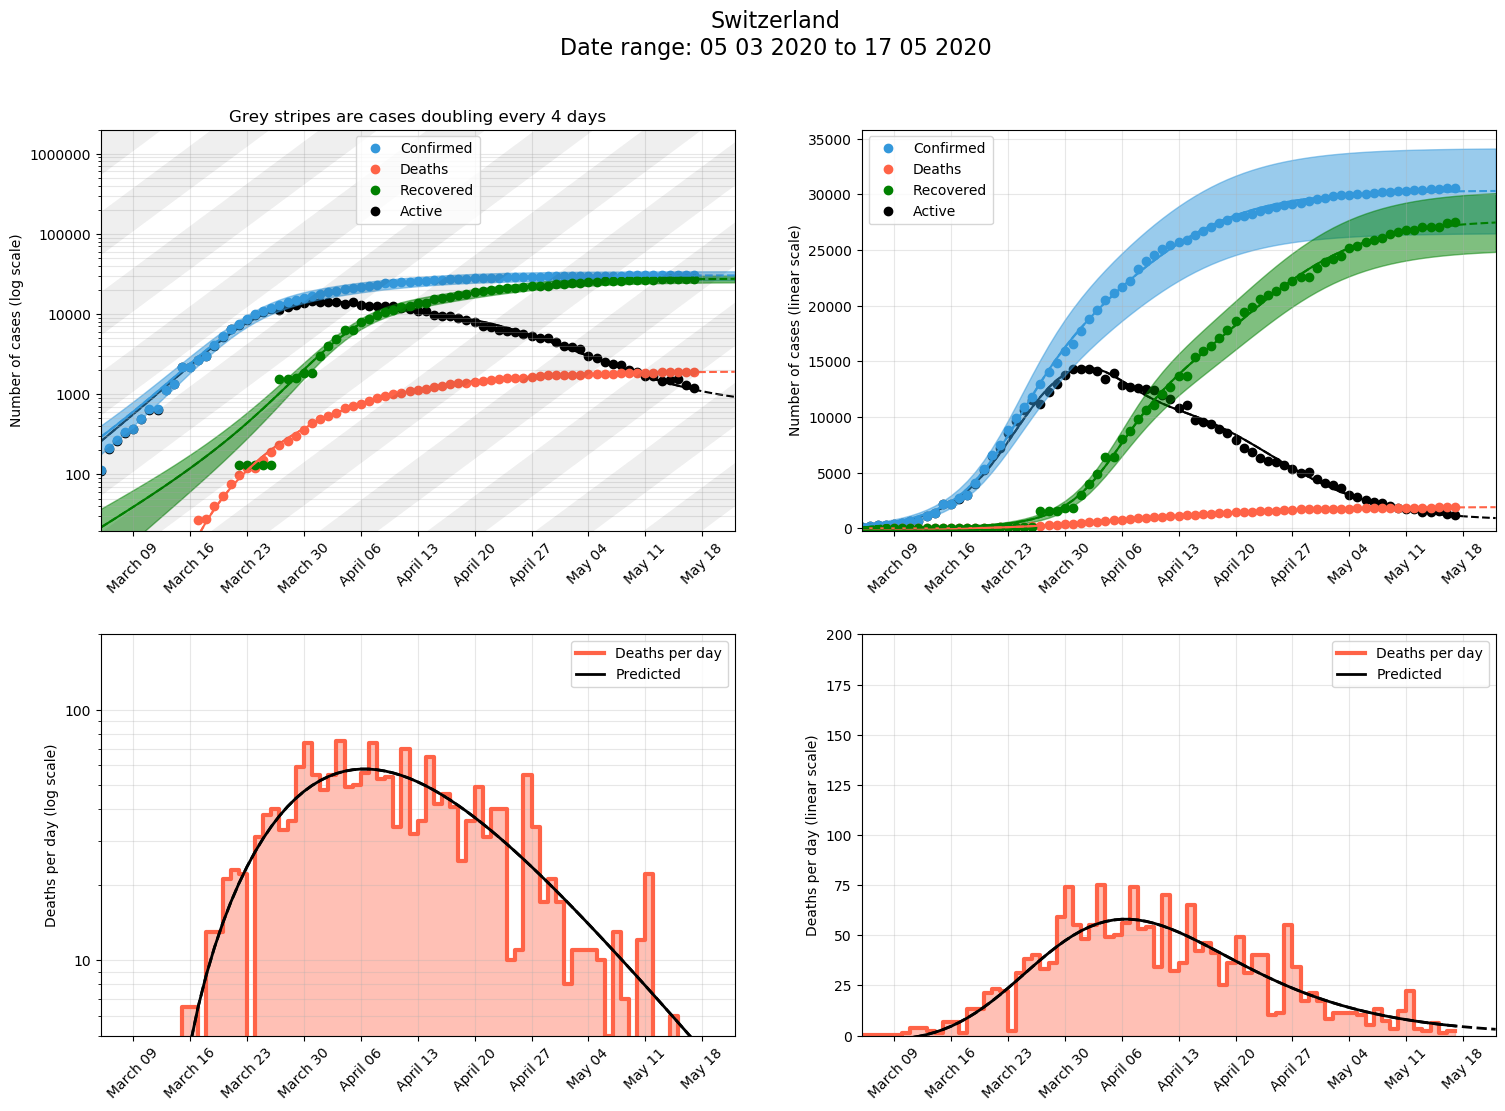 Switzerland
Date range: 05 03 2020 to 17 05 2020
Grey stripes are cases doubling every 4 days
Number of cases (log scale)
1000000
100000
10000
1000
100
Confirmed
Deaths
Recovered
Active
March 09
March 16
March 23
March 30
April 06
April 13
April 20
April 27
May 04
May 11
May 18
Number of cases (linear scale)
35000
30000
25000
20000
15000
10000
5000
0
Confirmed
Deaths
Recovered
Active
March 09
March 16
March 23
March 30
April 06
April 13
April 20
April 27
May 04
May 11
May 18
Deaths per day (log scale)
100
10
Deaths per day
Predicted
March 09
March 16
March 23
March 30
April 06
April 13
April 20
April 27
May 04
May 11
May 18
Deaths per day (linear scale)
200
175
150
125
100
75
50
25
0
Deaths per day
Predicted
March 09
March 16
March 23
March 30
April 06
April 13
April 20
April 27
May 04
May 11
May 18